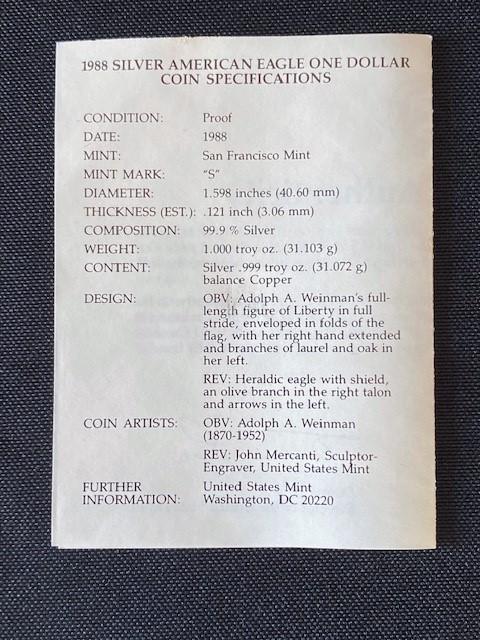 1988 SILVER AMERICAN EAGLE ONE DOLLAR
COIN SPECIFICATIONS
CONDITION: Proof
DATE: 1988
MINT: San Francisco Mint
MINT MARK: "S"
DIAMETER: 1.598 inches (40.60 mm)
THICKNESS (EST.): .121 inch (3.06 mm)
COMPOSITION: 99.9 % Silver
WEIGHT: 1.000 troy oz. (31.103 g)
CONTENT: Silver .999 troy oz. (31.072 g)
balance Copper
DESIGN: OBV: Adolph A. Weinman's full-
length figure of Liberty in full
stride, enveloped in folds of the
flag, with her right hand extended
and branches of laurel and oak in
her left.
REV: Heraldic eagle with shield,
an olive branch in the right talon
and arrows in the left.
COIN ARTISTS: OBV: Adolph A. Weinman
(1870-1952)
REV: John Mercanti, Sculptor-
Engraver, United States Mint
FURTHER United States Mint
INFORMATION: Washington, DC 20220